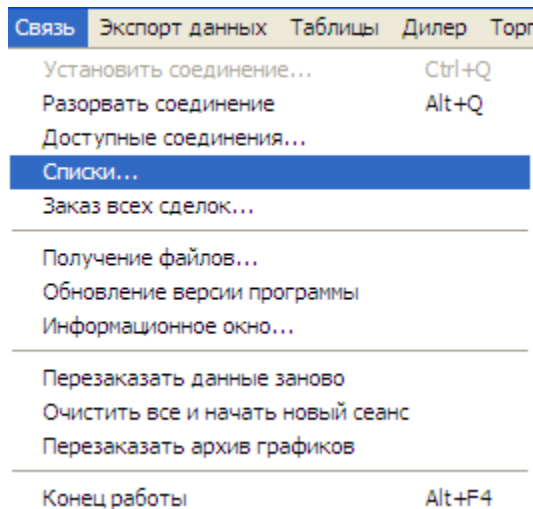 Связь Экспорт данных Таблицы Дилер Торг
Установить соединение... Ctrl+Q
Разорвать соединение Alt+Q
Доступные соединения...
Списки...
Заказ всех сделок...
Получение файлов...
Обновление версии программы
Информационное окно...
Перезаказать данные заново
Очистить все и начать новый сеанс
Перезаказать архив графиков
Конец работы Alt+F4